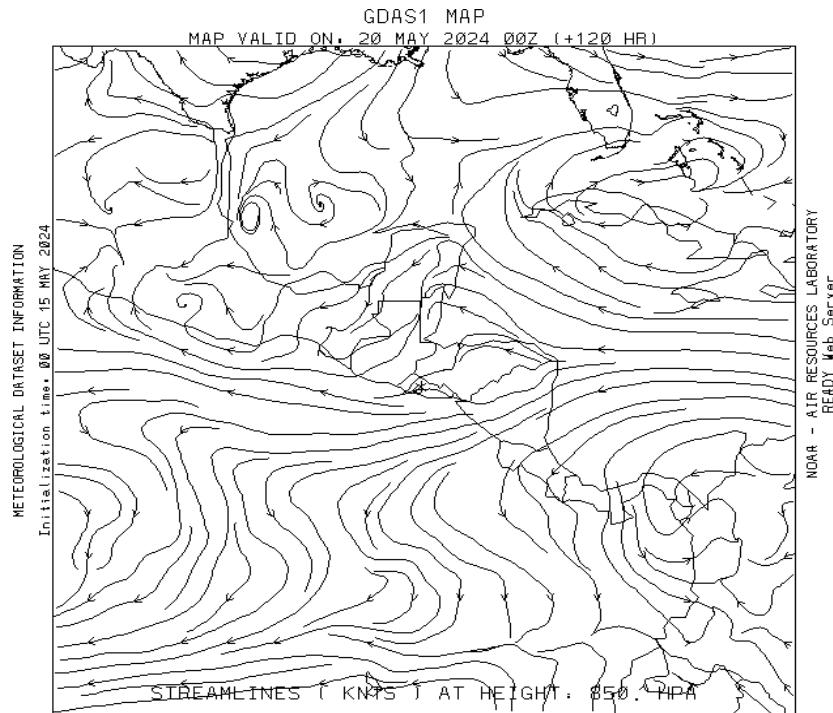 GDAS1 MAP
MAP VALID ON: 20 MAY 2024 00Z (+120 HR)
METEOROLOGICAL DATASET INFORMATION
Initialization time: 00 UTC 15 MAY 2024
NOAA - AIR RESOURCES LABORATORY
READY Web Server
STREAMLINES ( KNTS ) AT HEIGHT: 850. HPA